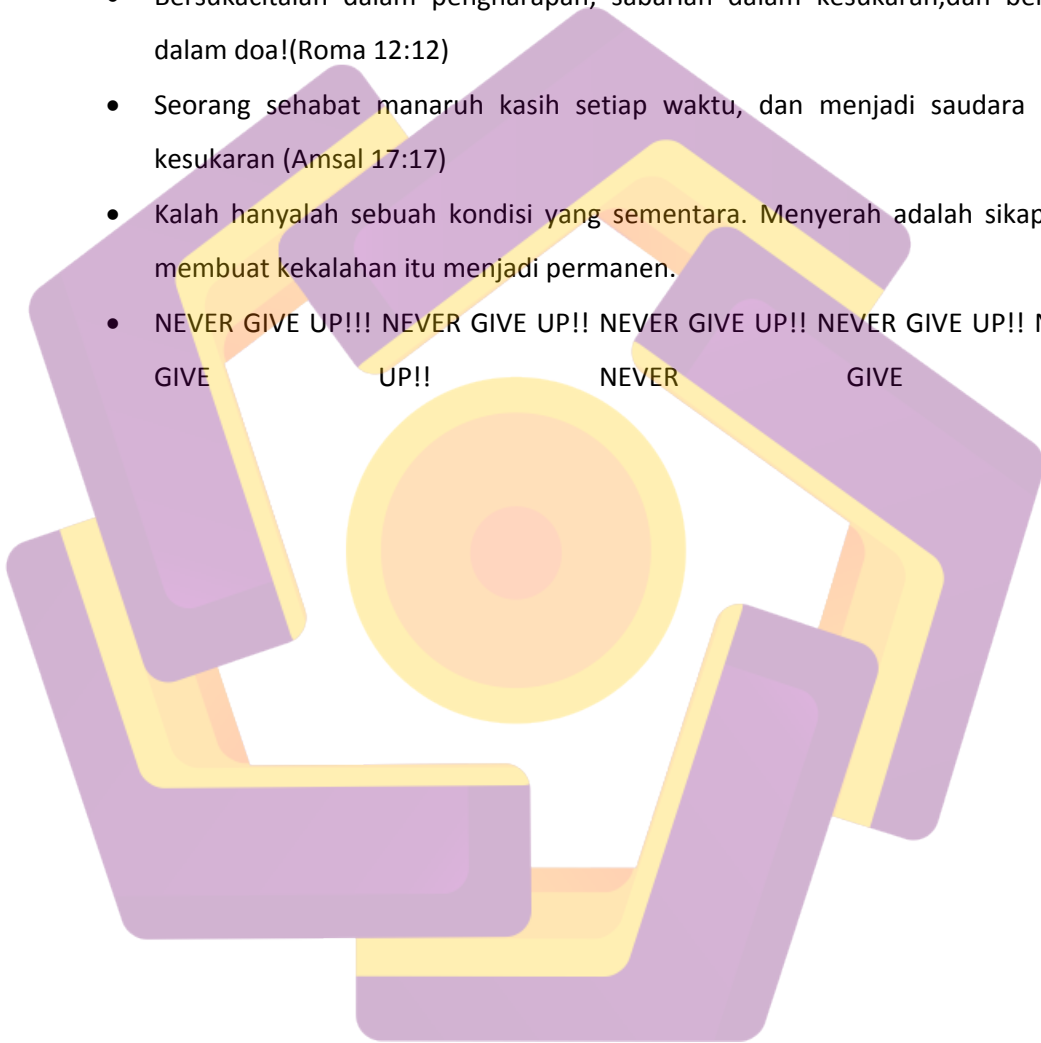 • Bersukacitalah dalam pengharapan, sabarlah dalam kesukaran,dan
dalam doa!(Roma 12:12)
• Seorang sehabat manaruh kasih setiap waktu, dan menjadi saudara
kesukaran (Amsal 17:17)
• Kalah hanyalah sebuah kondisi yang sementara. Menyerah adalah sikap
membuat kekalahan itu menjadi permanen.
• NEVER GIVE UP!!! NEVER GIVE UP!! NEVER GIVE UP!! NEVER GIVE UP!!
GIVE UP!! NEVER GIVE